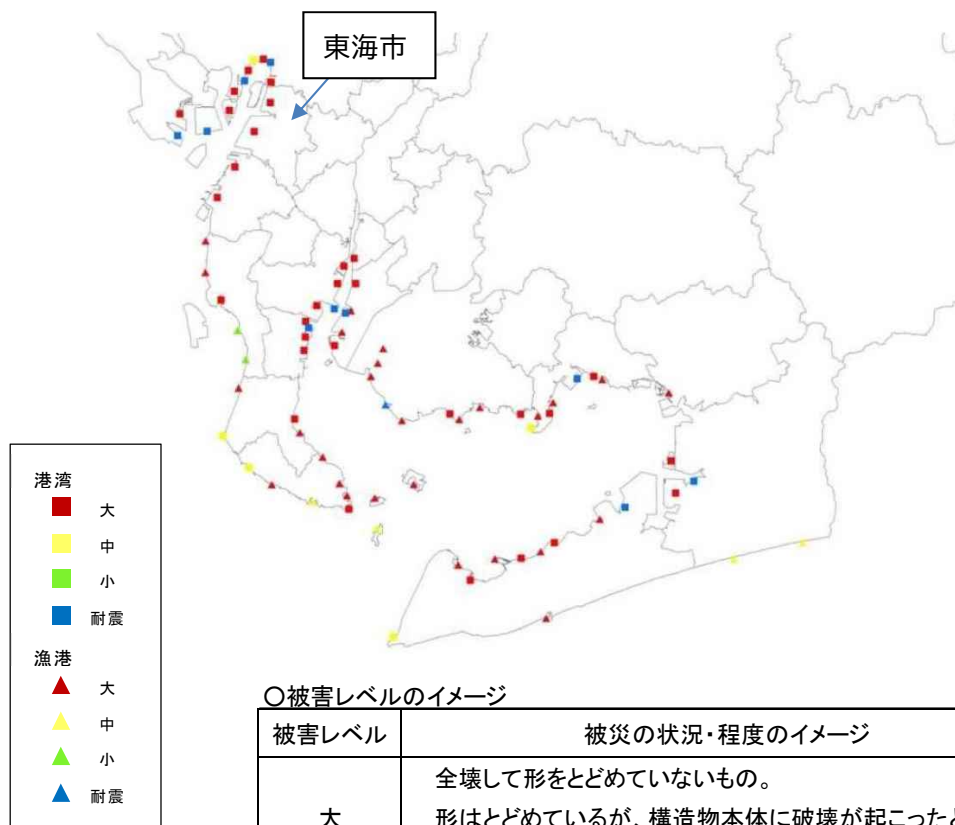 東海市
港湾
大
中
小
耐震
漁港
大
中
小
耐震
〇被害レベルのイメージ
被害レベル
被災の状況・程度のイメージ
大
全壊して形をとどめていないもの。
形はとどめているが、構造物本体に破壊が起こったと